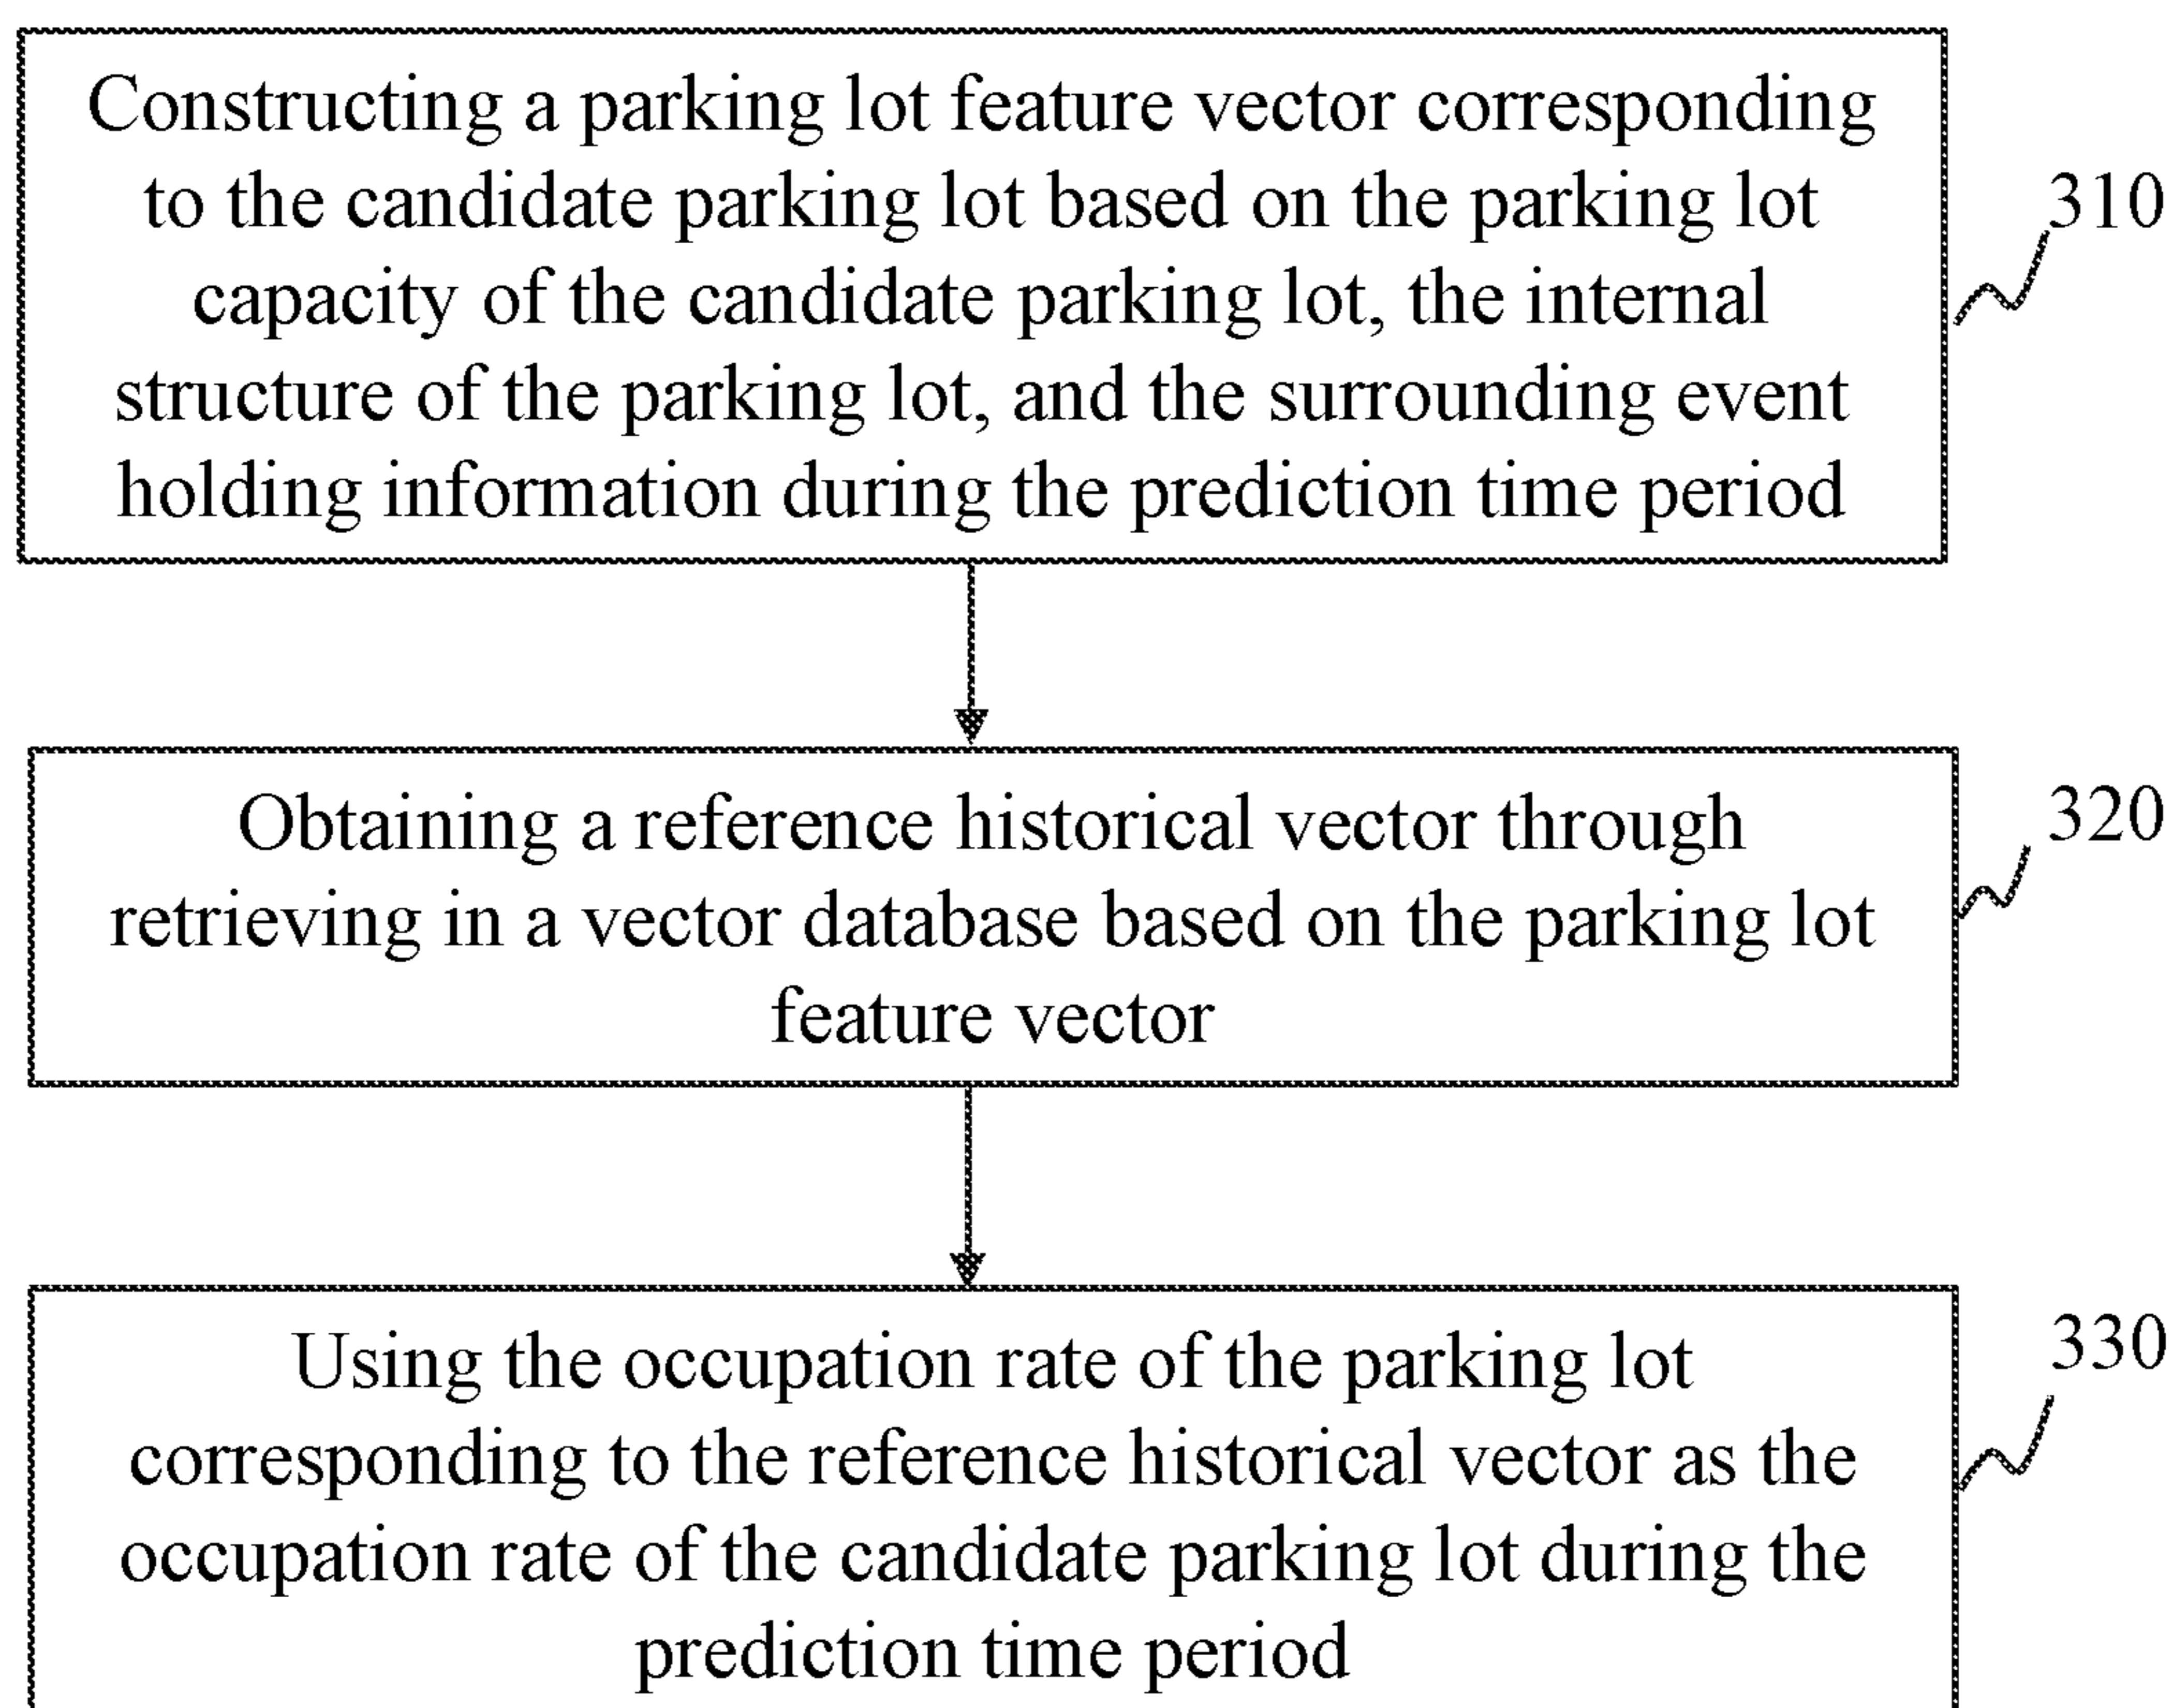 Constructing a parking lot feature vector corresponding
to the candidate parking lot based on the parking lot
capacity of the candidate parking lot, the internal
structure of the parking lot, and the surrounding event
holding information during the prediction time period
310
Obtaining a reference historical vector through
retrieving in a vector database based on the parking lot
feature vector
320
Using the occupation rate of the parking lot
corresponding to the reference historical vector as the
occupation rate of the candidate parking lot during the
prediction time period
330